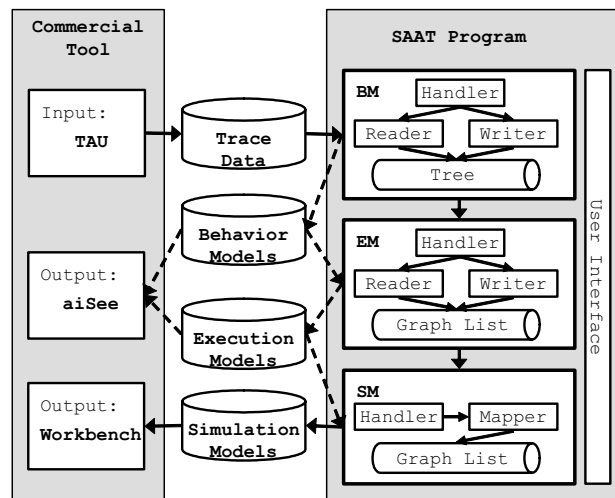 Commercial
Tool
SAAT Program
Input:
TAU
Trace
Data
BM
Handler
Reader
Writer
Tree
Output:
aiSee
Behavior
Models
Execution
Models
EM
Handler
Reader
Writer
Graph List
Output:
Workbench
Simulation
Models
SM
Handler
Mapper
Graph List
User Interface